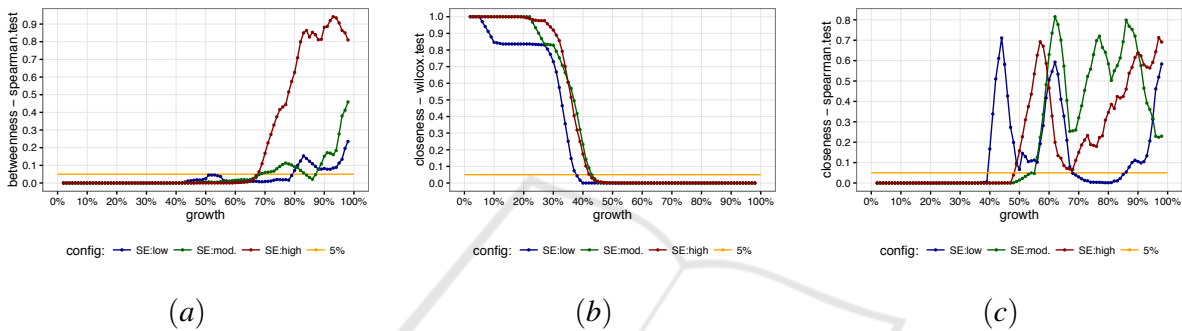 betweenness − spearman.test
0.9
0.8
0.7
0.6
0.5
0.4
0.3
0.2
0.1
0.0
0% 10% 20% 30% 40% 50% 60% 70% 80% 90% 100%
growth
config: SE:low SE:mod. SE:high 5%
(a)
closeness − wilcox.test
1.0
0.9
0.8
0.7
0.6
0.5
0.4
0.3
0.2
0.1
0.0
0% 10% 20% 30% 40% 50% 60% 70% 80% 90% 100%
growth
config: SE:low SE:mod. SE:high 5%
(b)
closeness − spearman.test
0.8
0.7
0.6
0.5
0.4
0.3
0.2
0.1
0.0
0% 10% 20% 30% 40% 50% 60% 70% 80% 90% 100%
growth
config: SE:low SE:mod. SE:high 5%
(c)